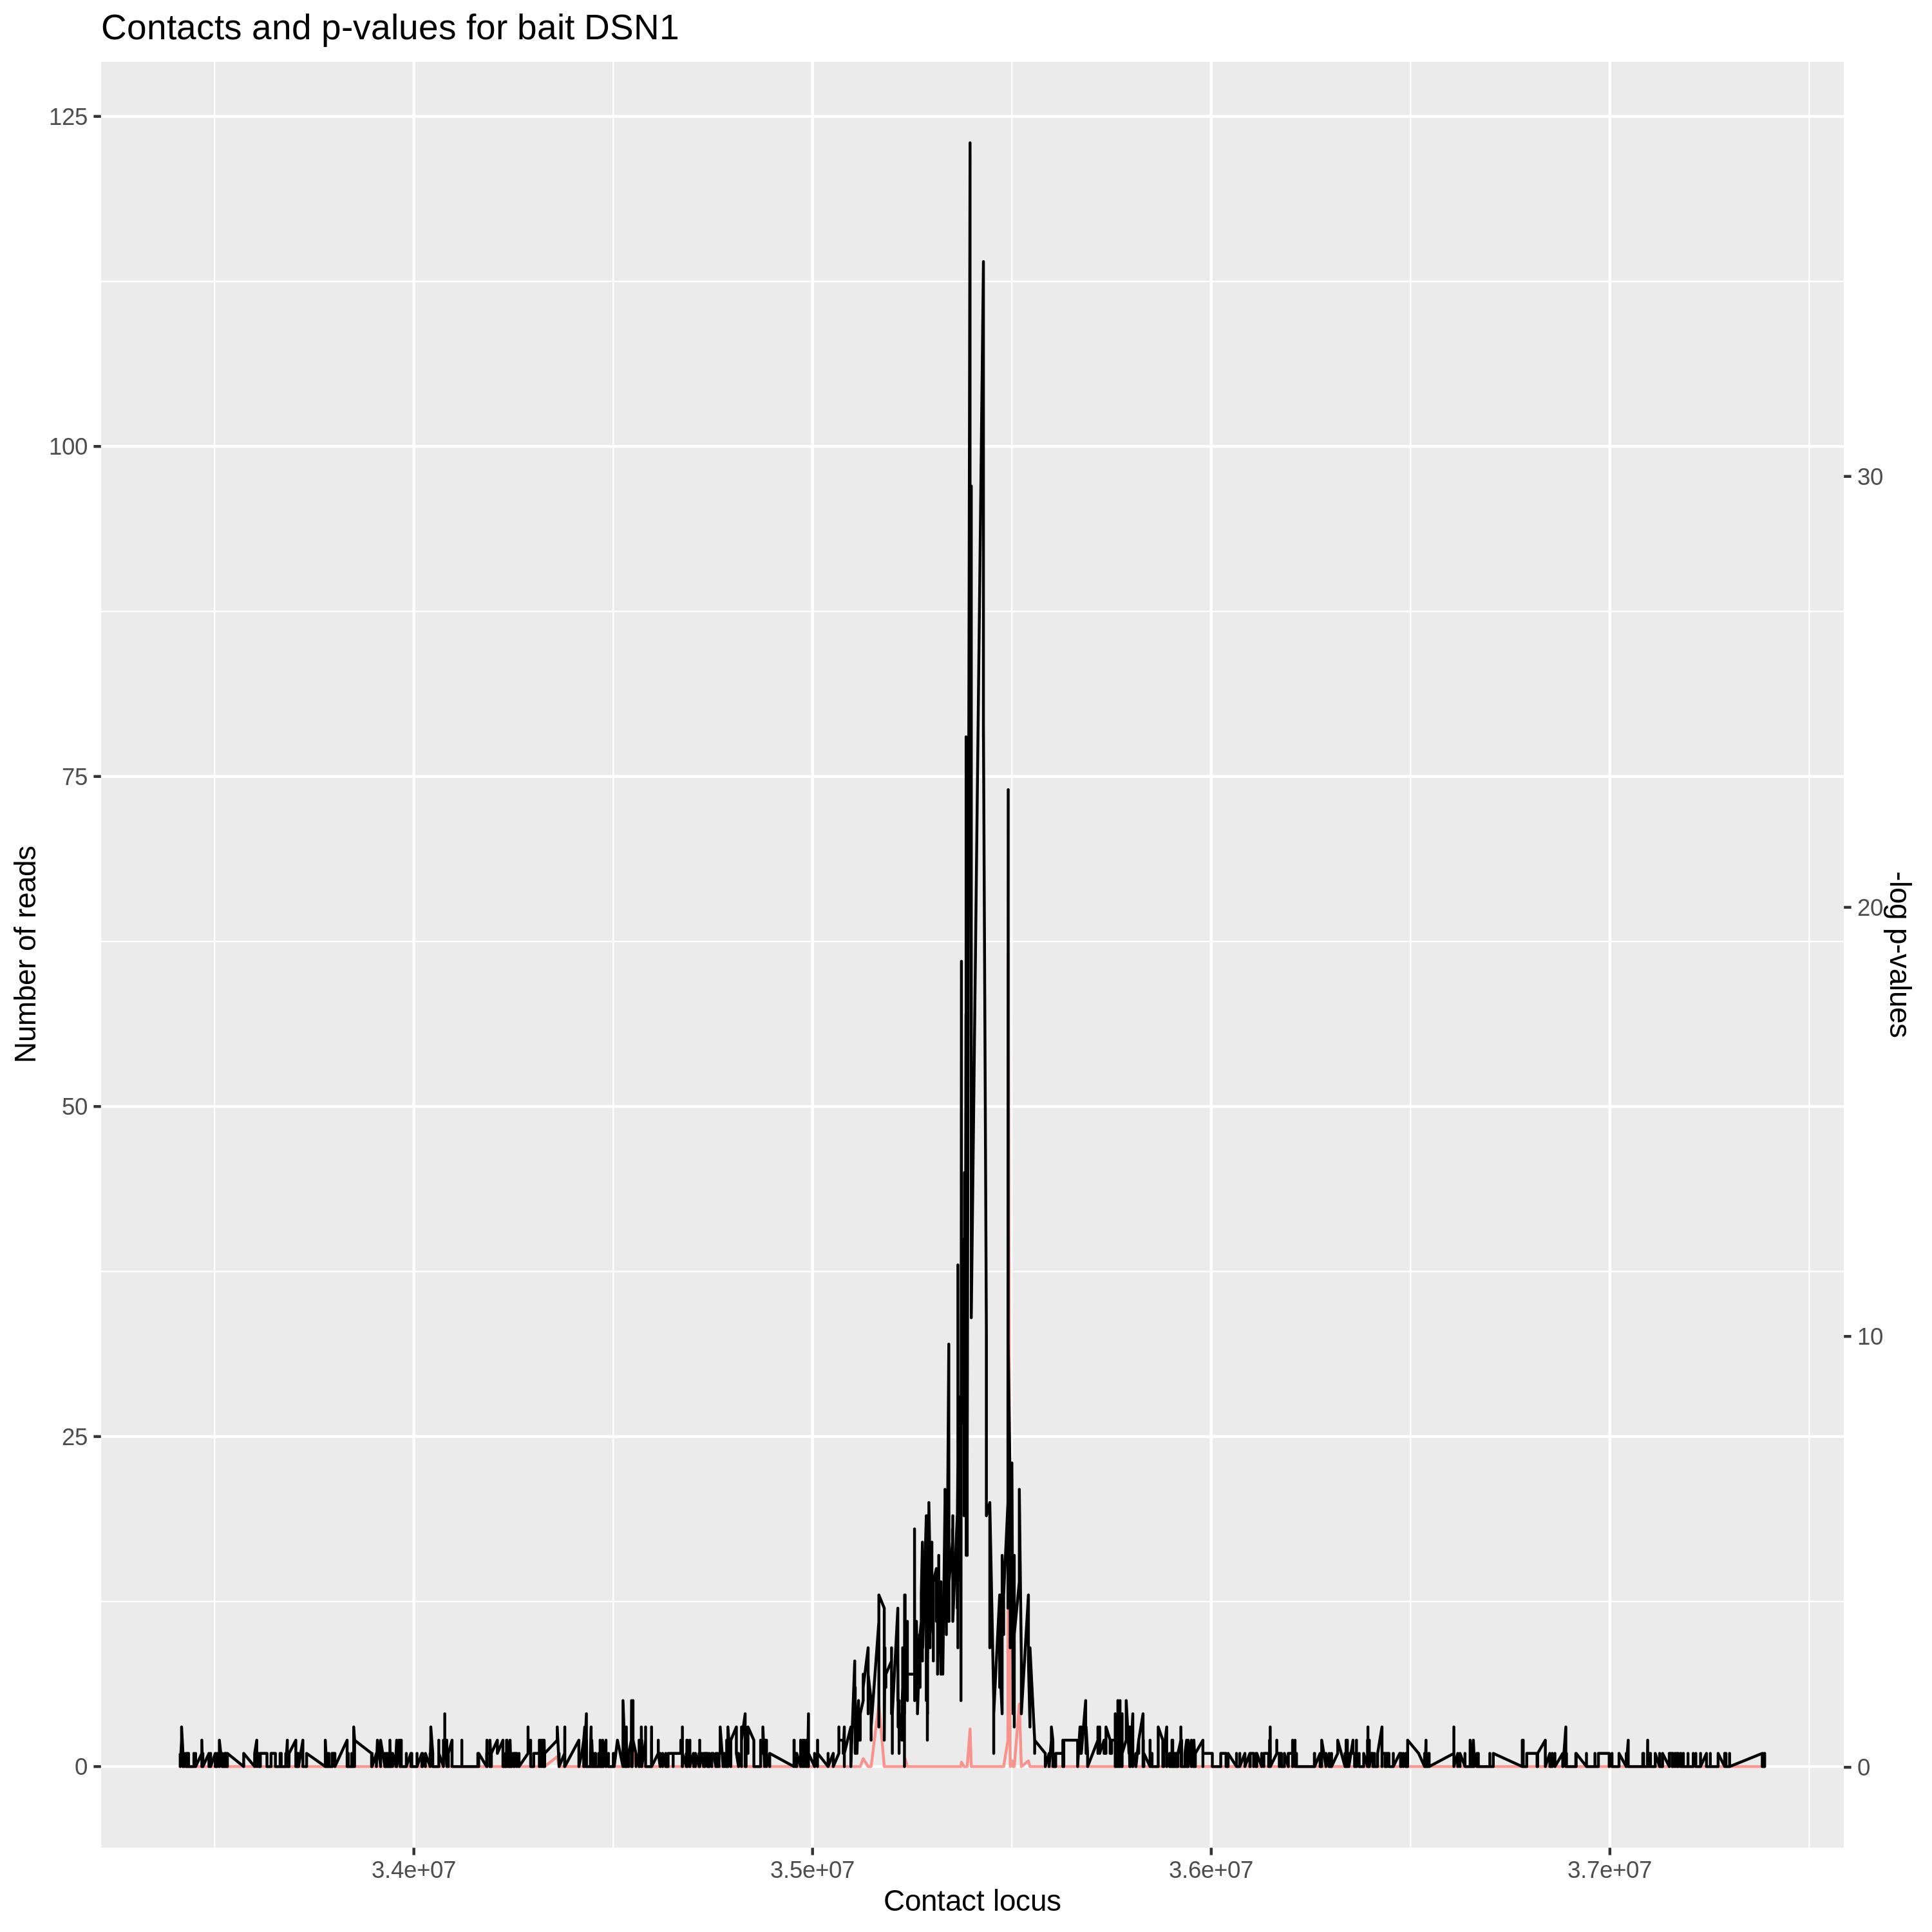 Contacts and p-values for bait DSN1
125
100
75
50
25
0
Number of reads
30
20
10
0
-log p-values
3.4e+07
3.5e+07
3.6e+07
3.7e+07
Contact locus